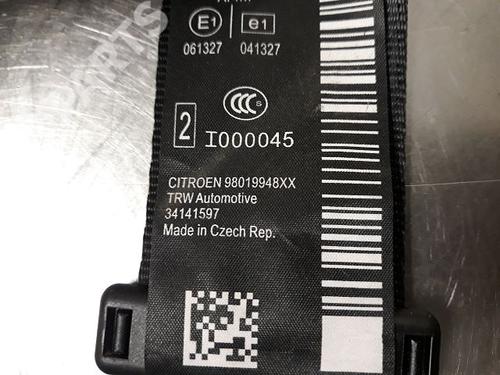 E1 e1
061327 041327
CCC S
2 I000045
CITROEN 98019948XX
TRW Automotive
34141597
Made in Czech Rep.